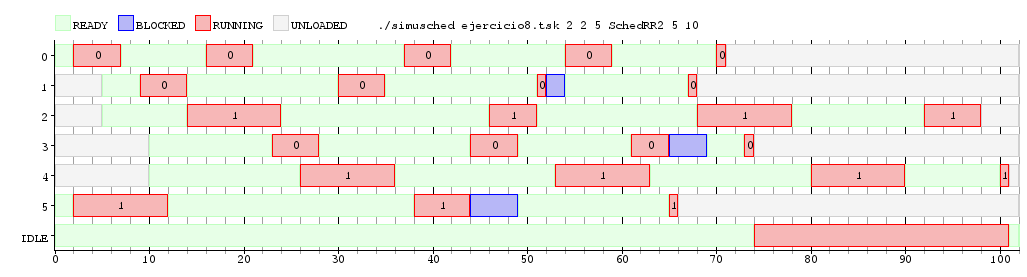 READY BLOCKED RUNNING UNLOADED ./simusched ejercicio8.tsk 2 2 5 SchedRR2 5 10
0 0 0 0 0 0
1 0 0 0 0
2 1 1 1 1
3 0 0 0 0
4 1 1 1 1
5 1 1 1
IDLE
0 10 20 30 40 50 60 70 80 90 100